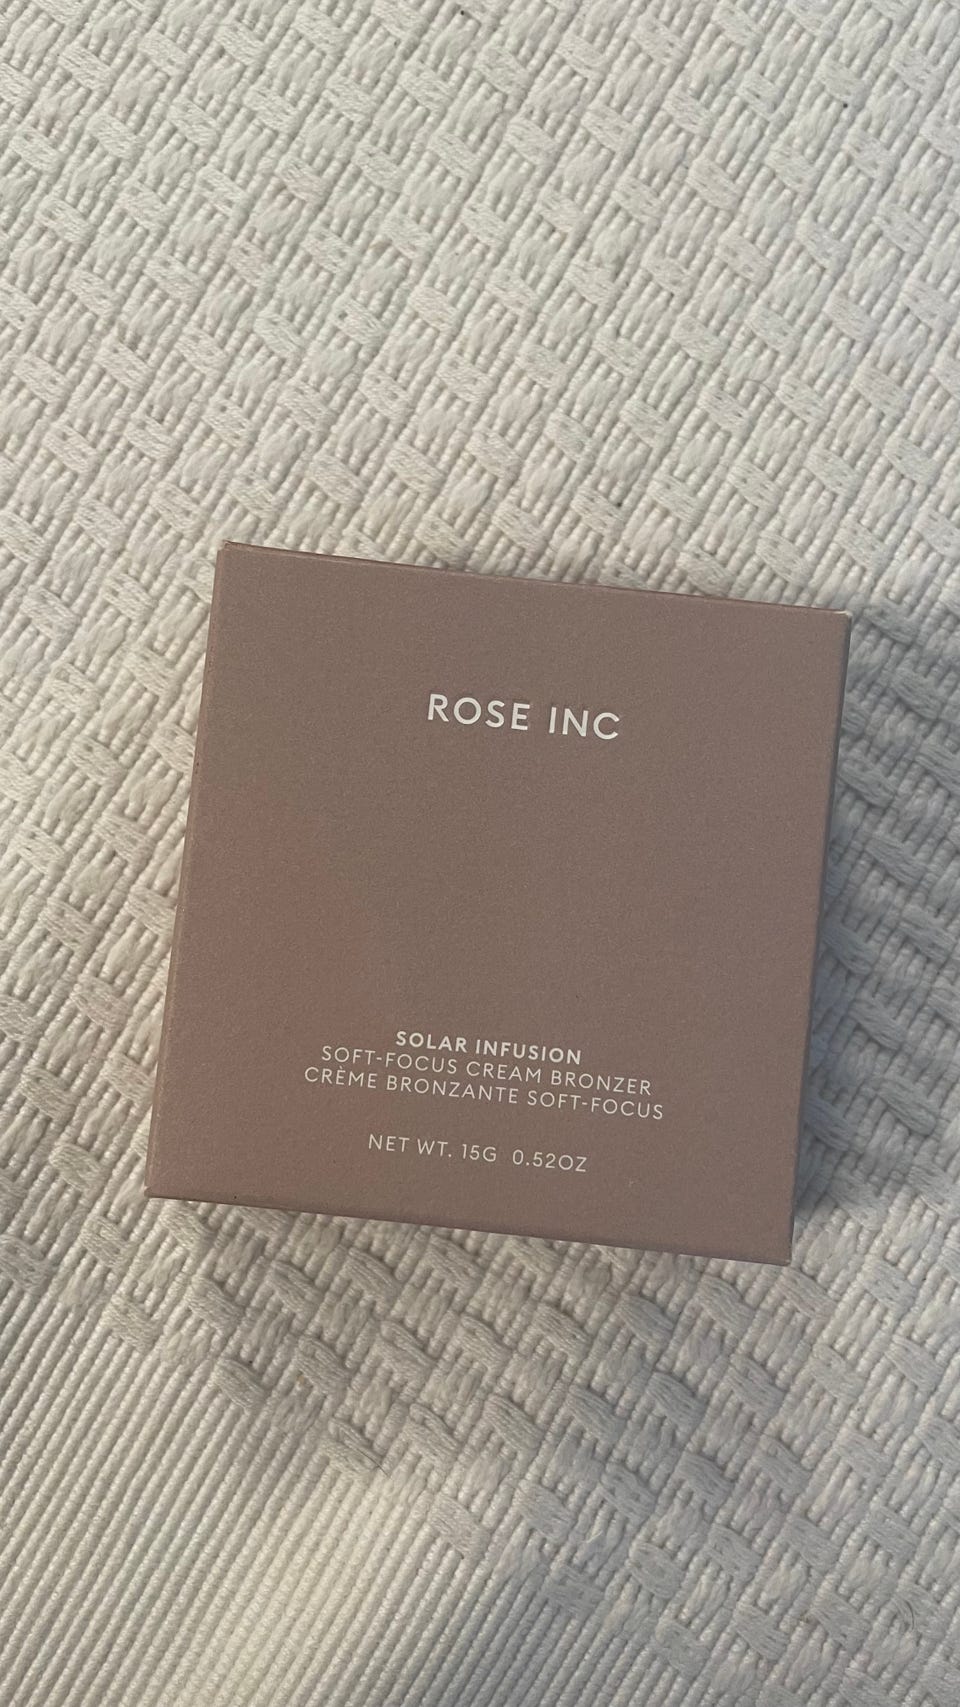 ROSE INC
SOLAR INFUSION
SOFT-FOCUS CREAM BRONZER
CRÈME BRONZANTE SOFT-FOCUS
NET WT. 15G 0.52OZ